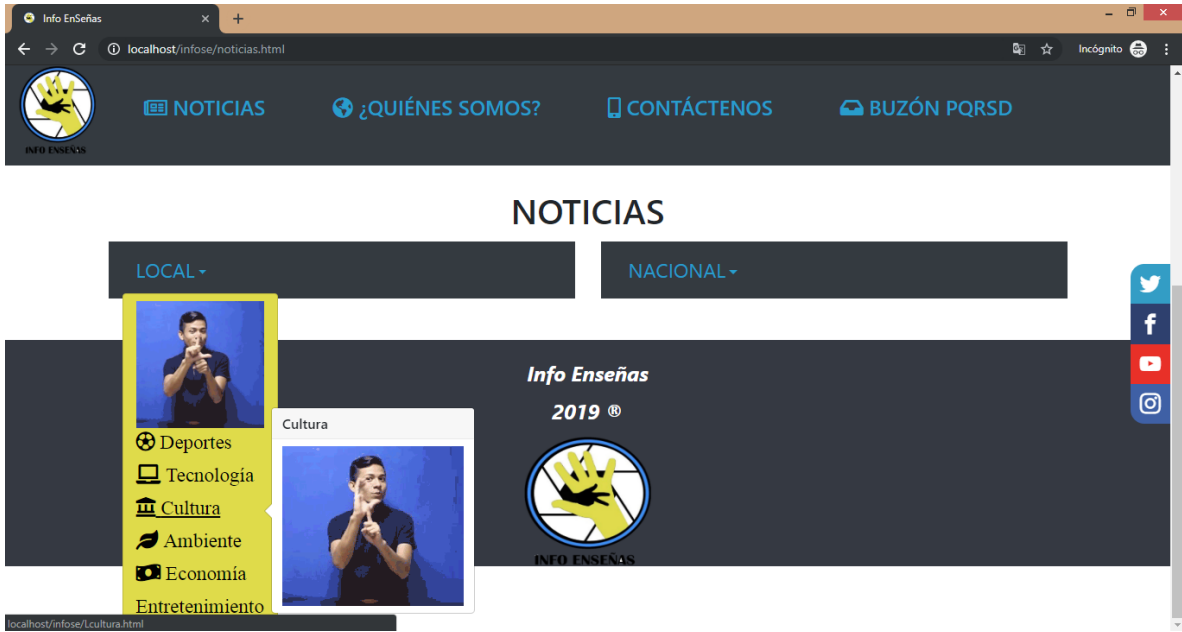 Info EnSeñas
localhost/infose/noticias.html
Incógnito
INFO ENSEÑAS
NOTICIAS
¿QUIÉNES SOMOS?
CONTÁCTENOS
BUZÓN PQRSD
NOTICIAS
LOCAL
NACIONAL
Deportes
Tecnología
Cultura
Ambiente
Economía
Entretenimiento
Cultura
Info Enseñas
2019 ®
INFO ENSEÑAS
localhost/infose/Lcultura.html